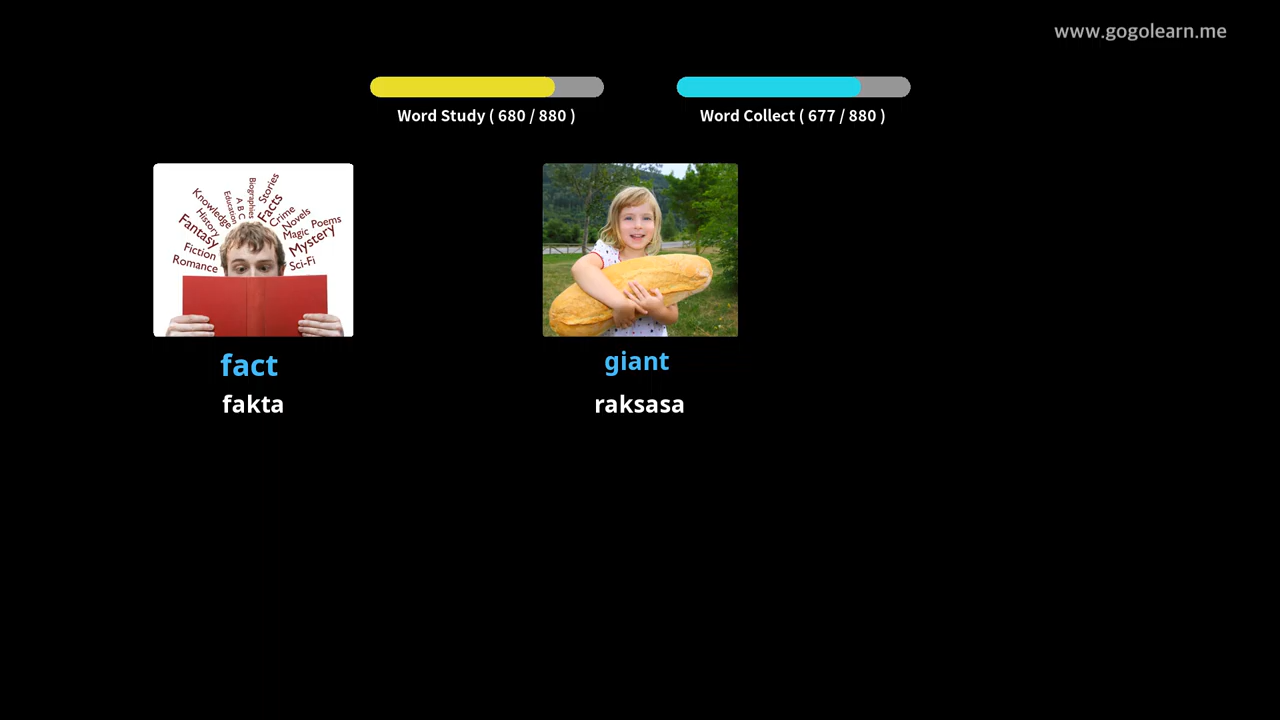 www.gogolearn.me
Word Study ( 680 / 880 )
Word Collect ( 677 / 880 )
Stories
Biographies
A B C
Education
Knowledge
History
Fantasy
Fiction
Romance
Facts
Crime
Novels
Magic Poems
Mystery
Sci-Fi
fact
giant
fakta
raksasa